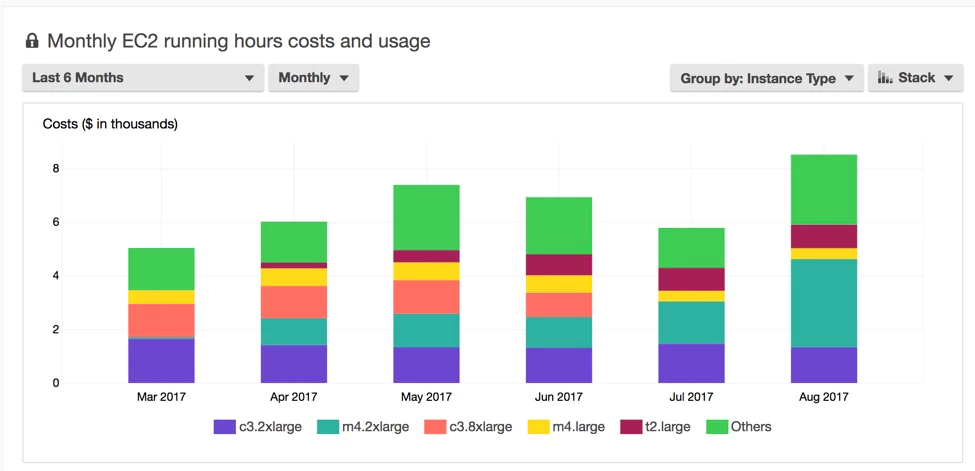 Monthly EC2 running hours costs and usage
Last 6 Months Monthly Group by: Instance Type Stack
Costs ($ in thousands)
8
6
4
2
0
Mar 2017 Apr 2017 May 2017 Jun 2017 Jul 2017 Aug 2017
c3.2xlarge m4.2xlarge c3.8xlarge m4.large t2.large Others